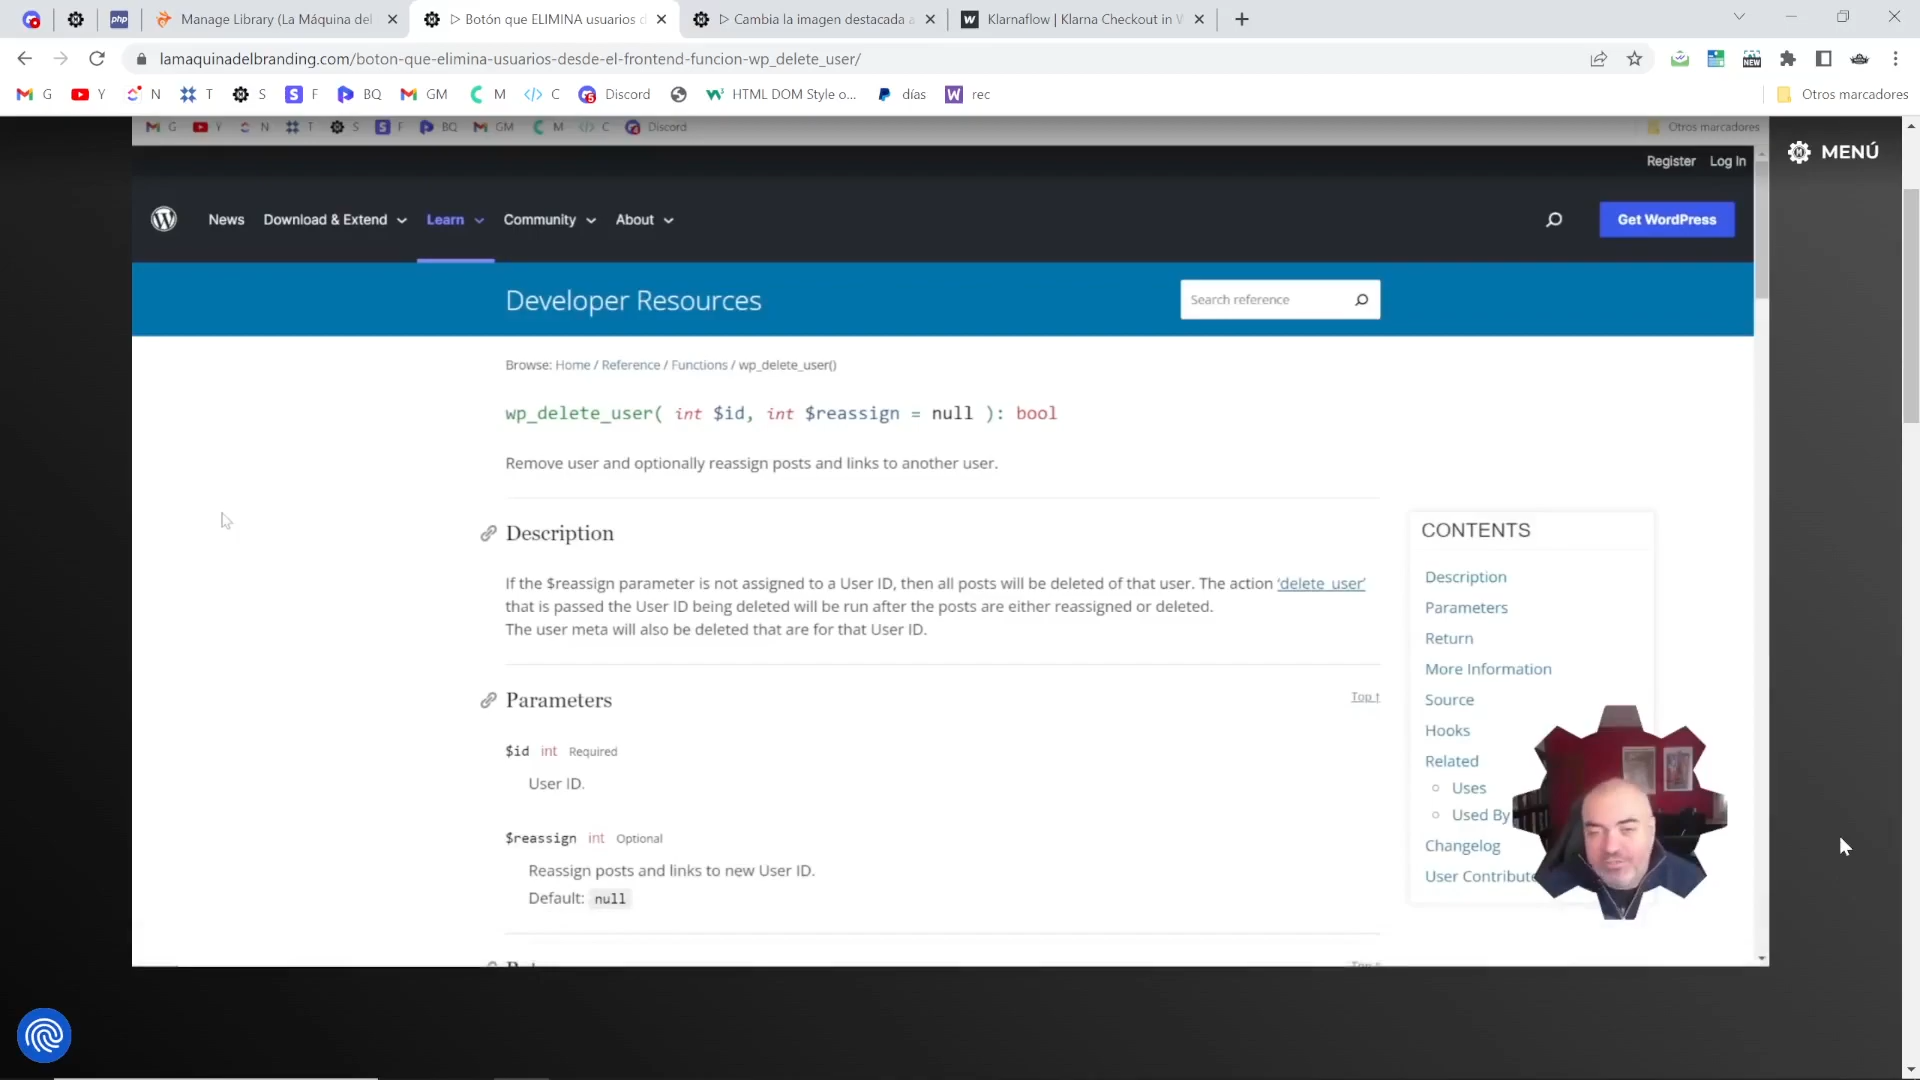 Manage Library (La Máquina del
▷ Botón que ELIMINA usuarios d
▷ Cambia la imagen destacada a
Klarnaflow | Klarna Checkout in W
lamaquinadelbranding.com/boton-que-elimina-usuarios-desde-el-frontend-funcion-wp_delete_user/
G Y N T S F BQ GM M C Discord HTML DOM Style o... días rec Otros marcadores
G Y N T S F BQ GM M C Discord Otros marcadores
MENÚ
Register Log In
News Download & Extend Learn Community About Get WordPress
Developer Resources
Search reference
Browse: Home / Reference / Functions / wp_delete_user()
wp_delete_user( int $id, int $reassign = null ): bool
Remove user and optionally reassign posts and links to another user.
Description
If the $reassign parameter is not assigned to a User ID, then all posts will be deleted of that user. The action ‘delete_user’
that is passed the User ID being deleted will be run after the posts are either reassigned or deleted.
The user meta will also be deleted that are for that User ID.
Parameters
Top ↑
$id int Required
User ID.
$reassign int Optional
Reassign posts and links to new User ID.
Default: null
CONTENTS
Description
Parameters
Return
More Information
Source
Hooks
Related
Uses
Used By
Changelog
User Contribute